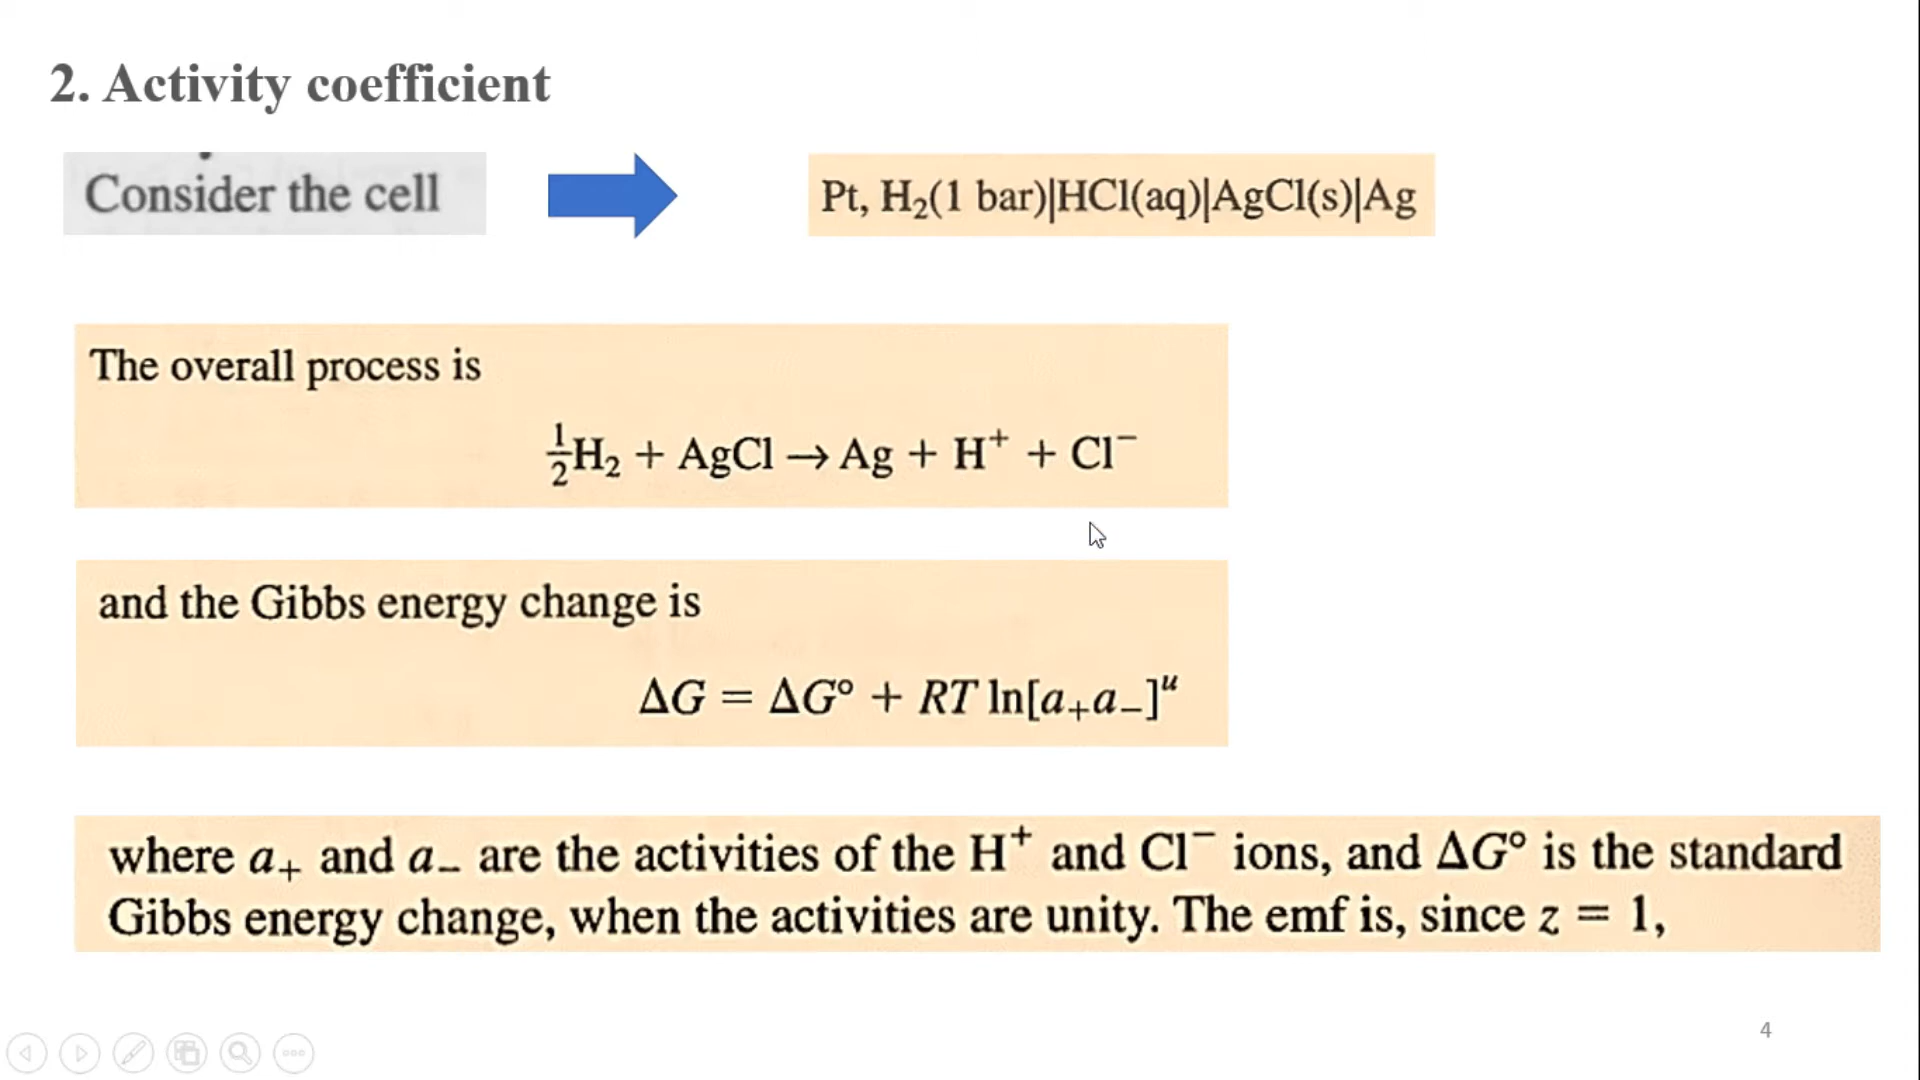 2. Activity coefficient
Consider the cell
Pt, H₂(1 bar)|HCl(aq)|AgCl(s)|Ag
The overall process is
½H₂ + AgCl → Ag + H⁺ + Cl⁻
and the Gibbs energy change is
ΔG = ΔG° + RT ln[a₊a₋]ᵘ
where a₊ and a₋ are the activities of the H⁺ and Cl⁻ ions, and ΔG° is the standard
Gibbs energy change, when the activities are unity. The emf is, since z = 1,
4